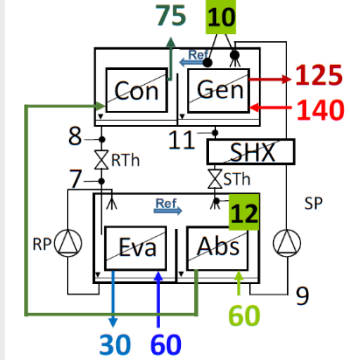 75
10
Ref
125
Con
Gen
140
8
11
RTh
SHX
7
STh
Ref
12
SP
RP
Eva
Abs
9
30
60
60